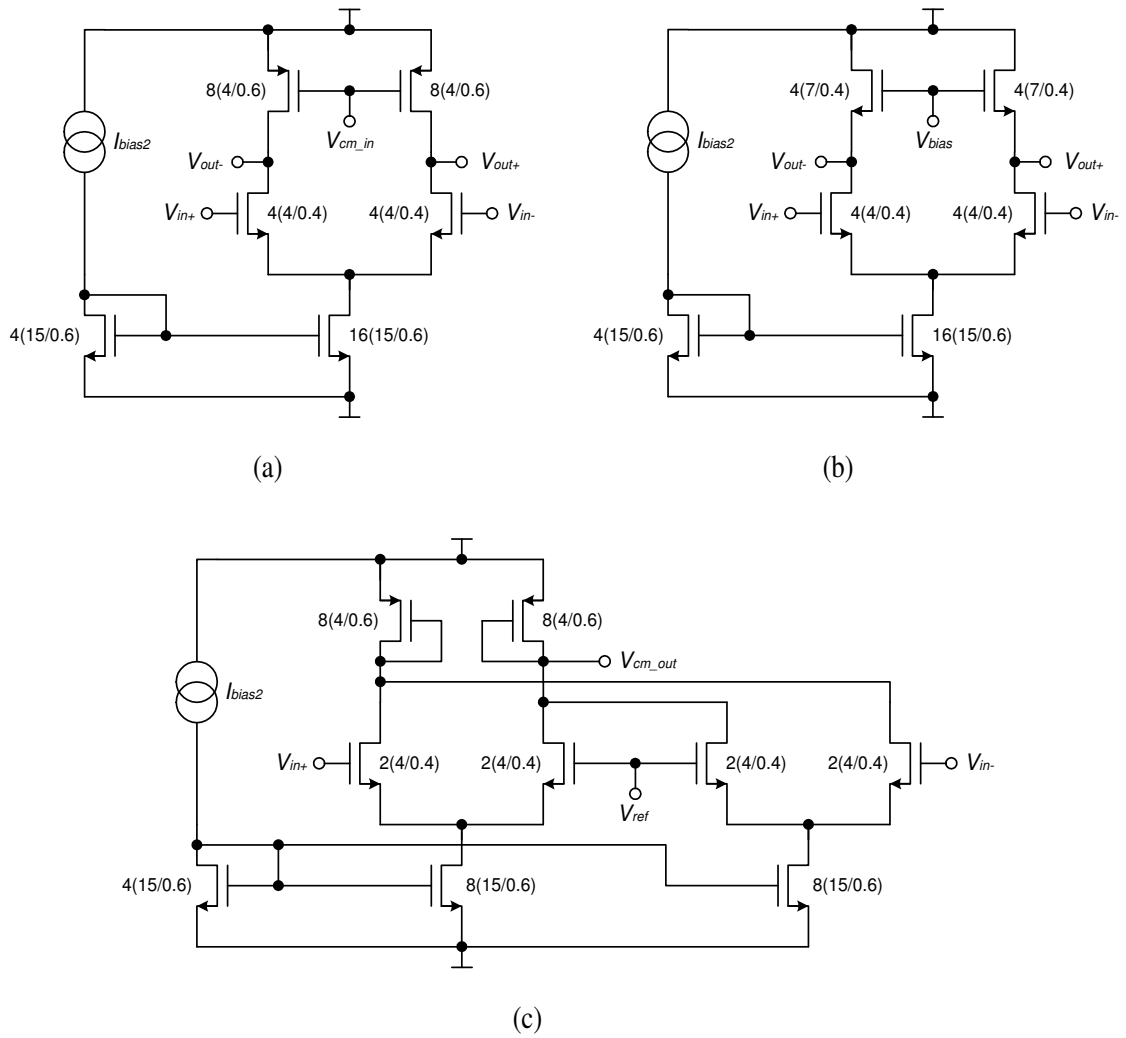 8(4/0.6) 8(4/0.6)
Ibias2
Vcm_in
Vout- Vout+
Vin+ 4(4/0.4) 4(4/0.4) Vin-
4(15/0.6) 16(15/0.6)
(a)
4(7/0.4) 4(7/0.4)
Ibias2
Vbias
Vout- Vout+
Vin+ 4(4/0.4) 4(4/0.4) Vin-
4(15/0.6) 16(15/0.6)
(b)
8(4/0.6) 8(4/0.6)
Vcm_out
Ibias2
Vin+ 2(4/0.4) 2(4/0.4) 2(4/0.4) 2(4/0.4) Vin-
Vref
4(15/0.6) 8(15/0.6) 8(15/0.6)
(c)